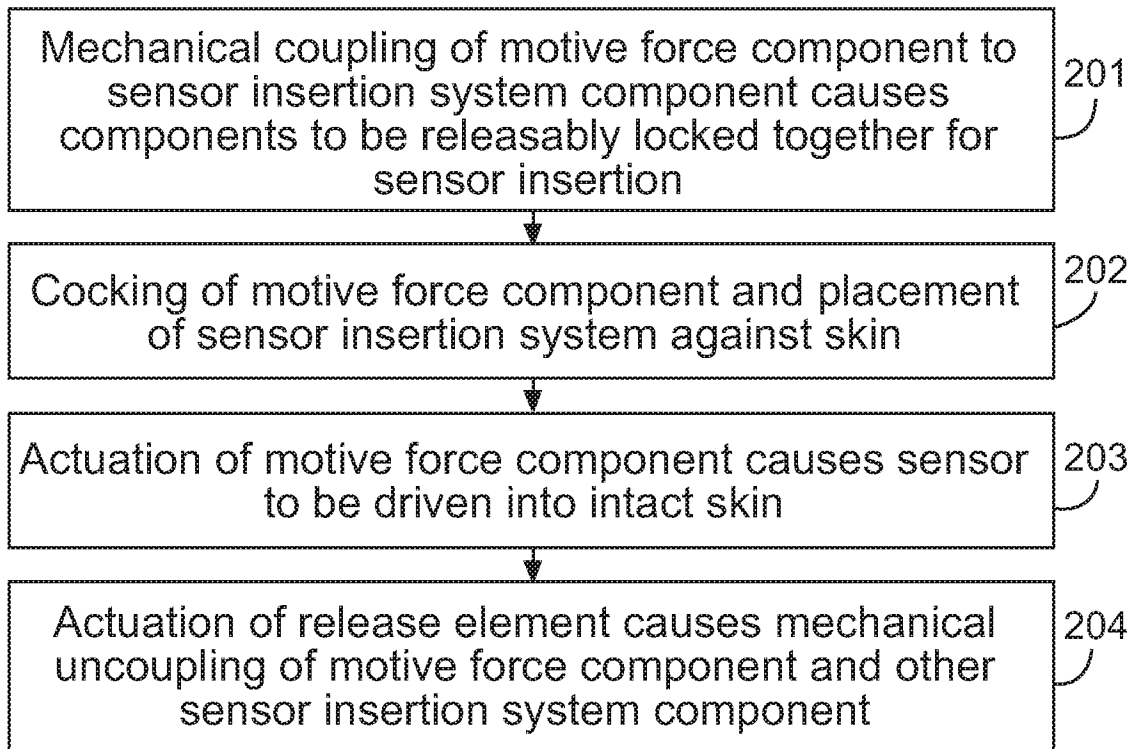 Mechanical coupling of motive force component to
sensor insertion system component causes
components to be releasably locked together for
sensor insertion
201
Cocking of motive force component and placement
of sensor insertion system against skin
202
Actuation of motive force component causes sensor
to be driven into intact skin
203
Actuation of release element causes mechanical
uncoupling of motive force component and other
sensor insertion system component
204